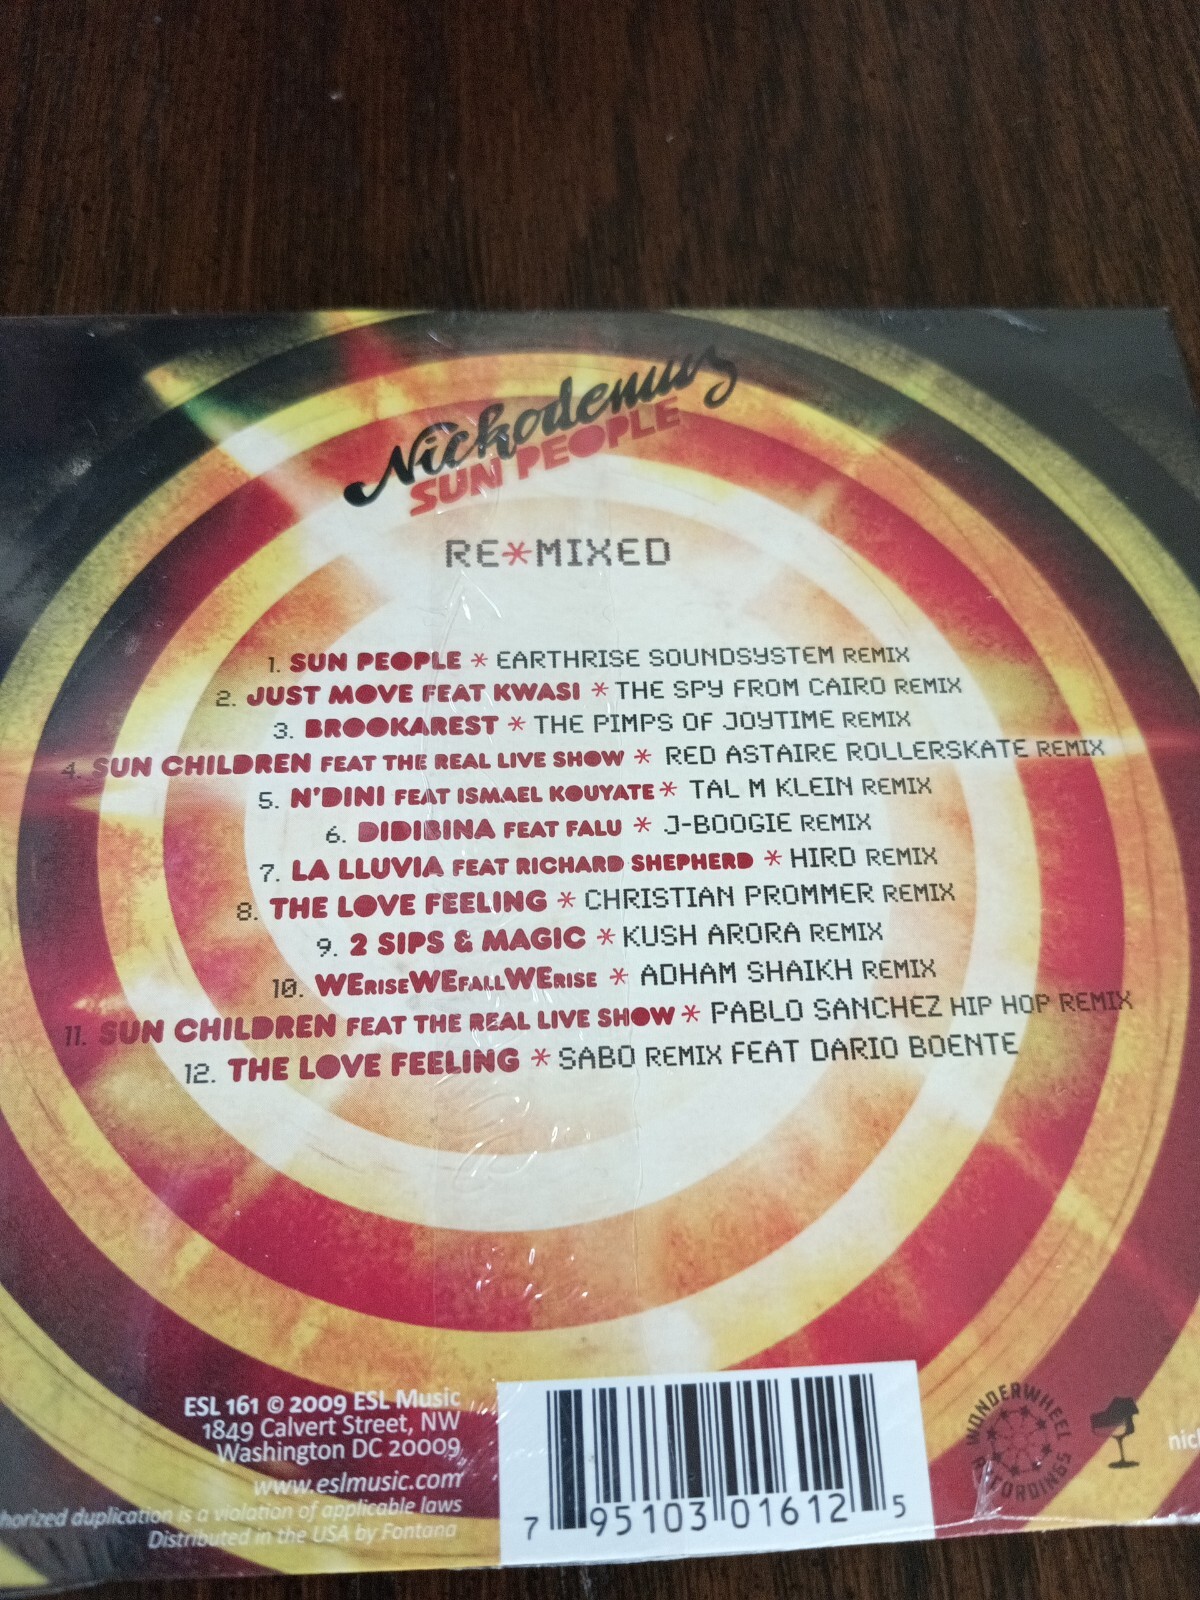 Nickodemus
SUN PEOPLE
RE*MIXED
1. SUN PEOPLE * EARTHRISE SOUNDSYSTEM REMIX
2. JUST MOVE FEAT KWASI * THE SPY FROM CAIRO REMIX
3. BROOKAREST * THE PIMPS OF JOYTIME REMIX
4. SUN CHILDREN FEAT THE REAL LIVE SHOW * RED ASTAIRE ROLLERSKATE REMIX
5. N'DINI FEAT ISMAEL KOUYATE * TAL M KLEIN REMIX
6. DIDIBINA FEAT FALU * J-BOOGIE REMIX
7. LA LLUVIA FEAT RICHARD SHEPHERD * HIRD REMIX
8. THE LOVE FEELING * CHRISTIAN PROMMER REMIX
9. 2 SIPS & MAGIC * KUSH ARORA REMIX
10. WERISEWEFALLWERISE * ADHAM SHAIKH REMIX
11. SUN CHILDREN FEAT THE REAL LIVE SHOW * PABLO SANCHEZ HIP HOP REMIX
12. THE LOVE FEELING * SABO REMIX FEAT DARIO BOENTE
ESL 161 © 2009 ESL Music
1849 Calvert Street, NW
Washington DC 20009
www.eslmusic.com
horized duplication is a violation of applicable laws
Distributed in the USA by Fontana
7 95103 01612 5
WONDERWHEEL RECORDINGS
nick